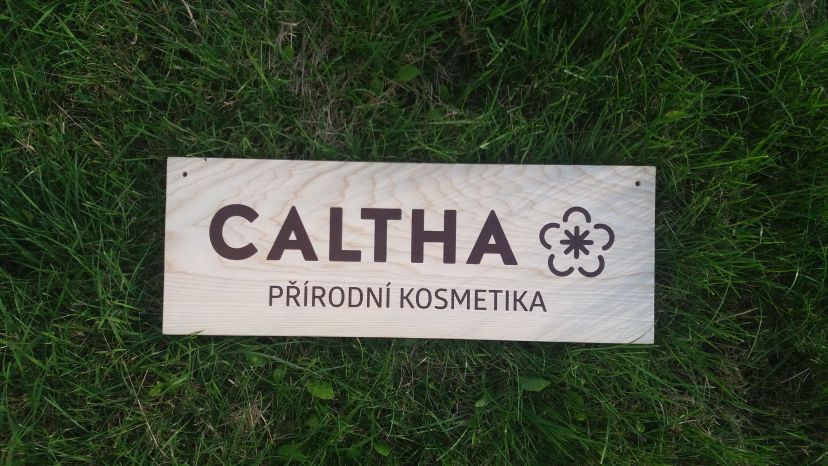 CALTHA
PŘÍRODNÍ KOSMETIKA